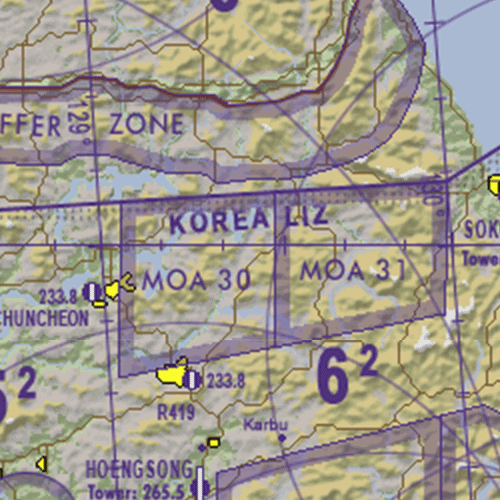 FFER ZONE
129°
130°
KOREA LIZ
SOK
Towe
MOA 30
MOA 31
233.8
CHUNCHEON
6²
233.8
2
R419
Karbu
HOENGSONG
Tower: 265.5